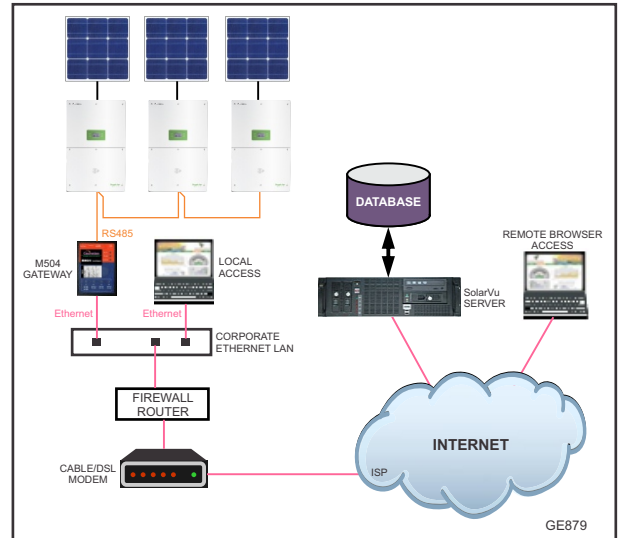 DATABASE
RS485
M504
GATEWAY
LOCAL
ACCESS
REMOTE BROWSER
ACCESS
SolarVu
SERVER
Ethernet
Ethernet
CORPORATE
ETHERNET LAN
FIREWALL
ROUTER
CABLE/DSL
MODEM
INTERNET
ISP
GE879